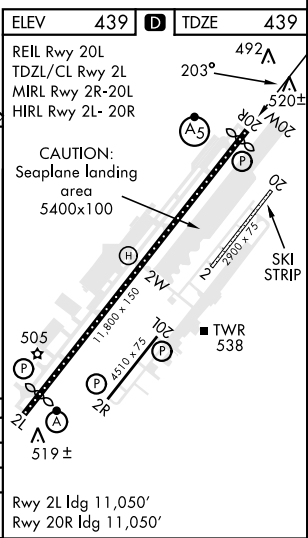 ELEV 439 D TDZE 439
REIL Rwy 20L
TDZL/CL Rwy 2L
MIRL Rwy 2R-20L
HIRL Rwy 2L- 20R
492
203°
520±
20R
20W
A5
P
CAUTION:
Seaplane landing
area
5400x100
20
2900 x 75
2
SKI
STRIP
H
2W
11,800 x 150
20L
TWR
538
505
P
P
4510 x 75
P
2R
2L
A
519 ±
Rwy 2L ldg 11,050'
Rwy 20R ldg 11,050'